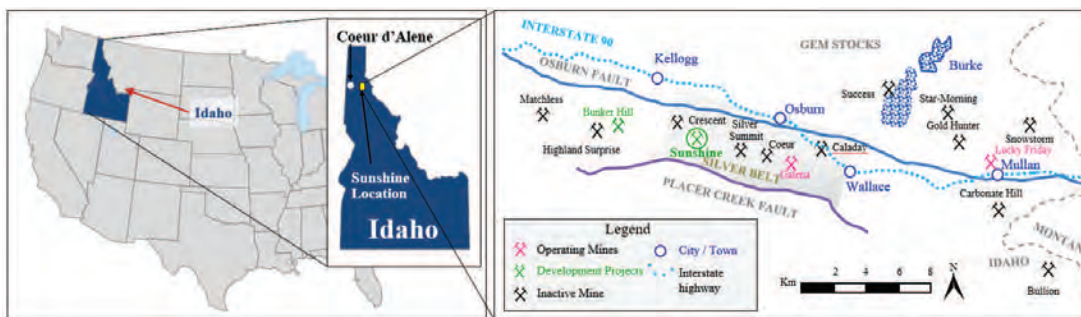 Idaho
Coeur d'Alene
Sunshine
Location
Idaho
INTERSTATE 90
OSBURN FAULT
Kellogg
GEM STOCKS
Burke
Success
Star-Morning
Gold Hunter
Snowstorm
Matchless
Bunker Hill
Highland Surprise
Crescent
Sunshine
Silver
Summit
Osburn
Coeur
Galena
Caladay
SILVER BELT
PLACER CREEK FAULT
Wallace
Lucky Friday
Mullan
Carbonate Hill
MONTAN
IDAHO
Bullion
Legend
Operating Mines
Development Projects
Inactive Mine
City / Town
Interstate
highway
Km
0 2 4 6 8
N